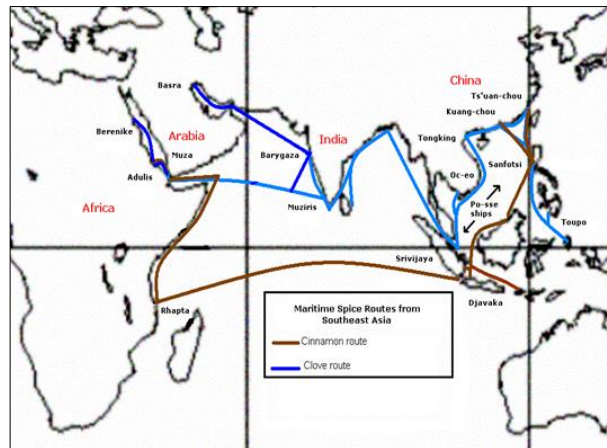 China
Ts'uan-chou
Basra
Kuang-chou
Arabia
India
Tongking
Berenike
Muza
Barygaza
Sanfotsi
Adulis
Oc-eo
Po-sse
ships
Africa
Muziris
Toupo
Srivijaya
Djavaka
Rhapta
Maritime Spice Routes from
Southeast Asia
Cinnamon route
Clove route